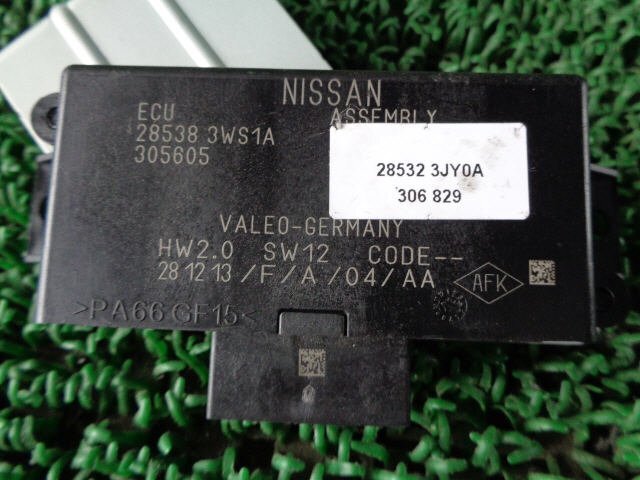 NISSAN
ECU
ASSEMBLY
28538 3WS1A
305605
28532 3JY0A
306 829
VALEO-GERMANY
HW2.0 SW12 CODE--
28 12 13 /F/A/04/AA
AFK
>PA66 GF15<